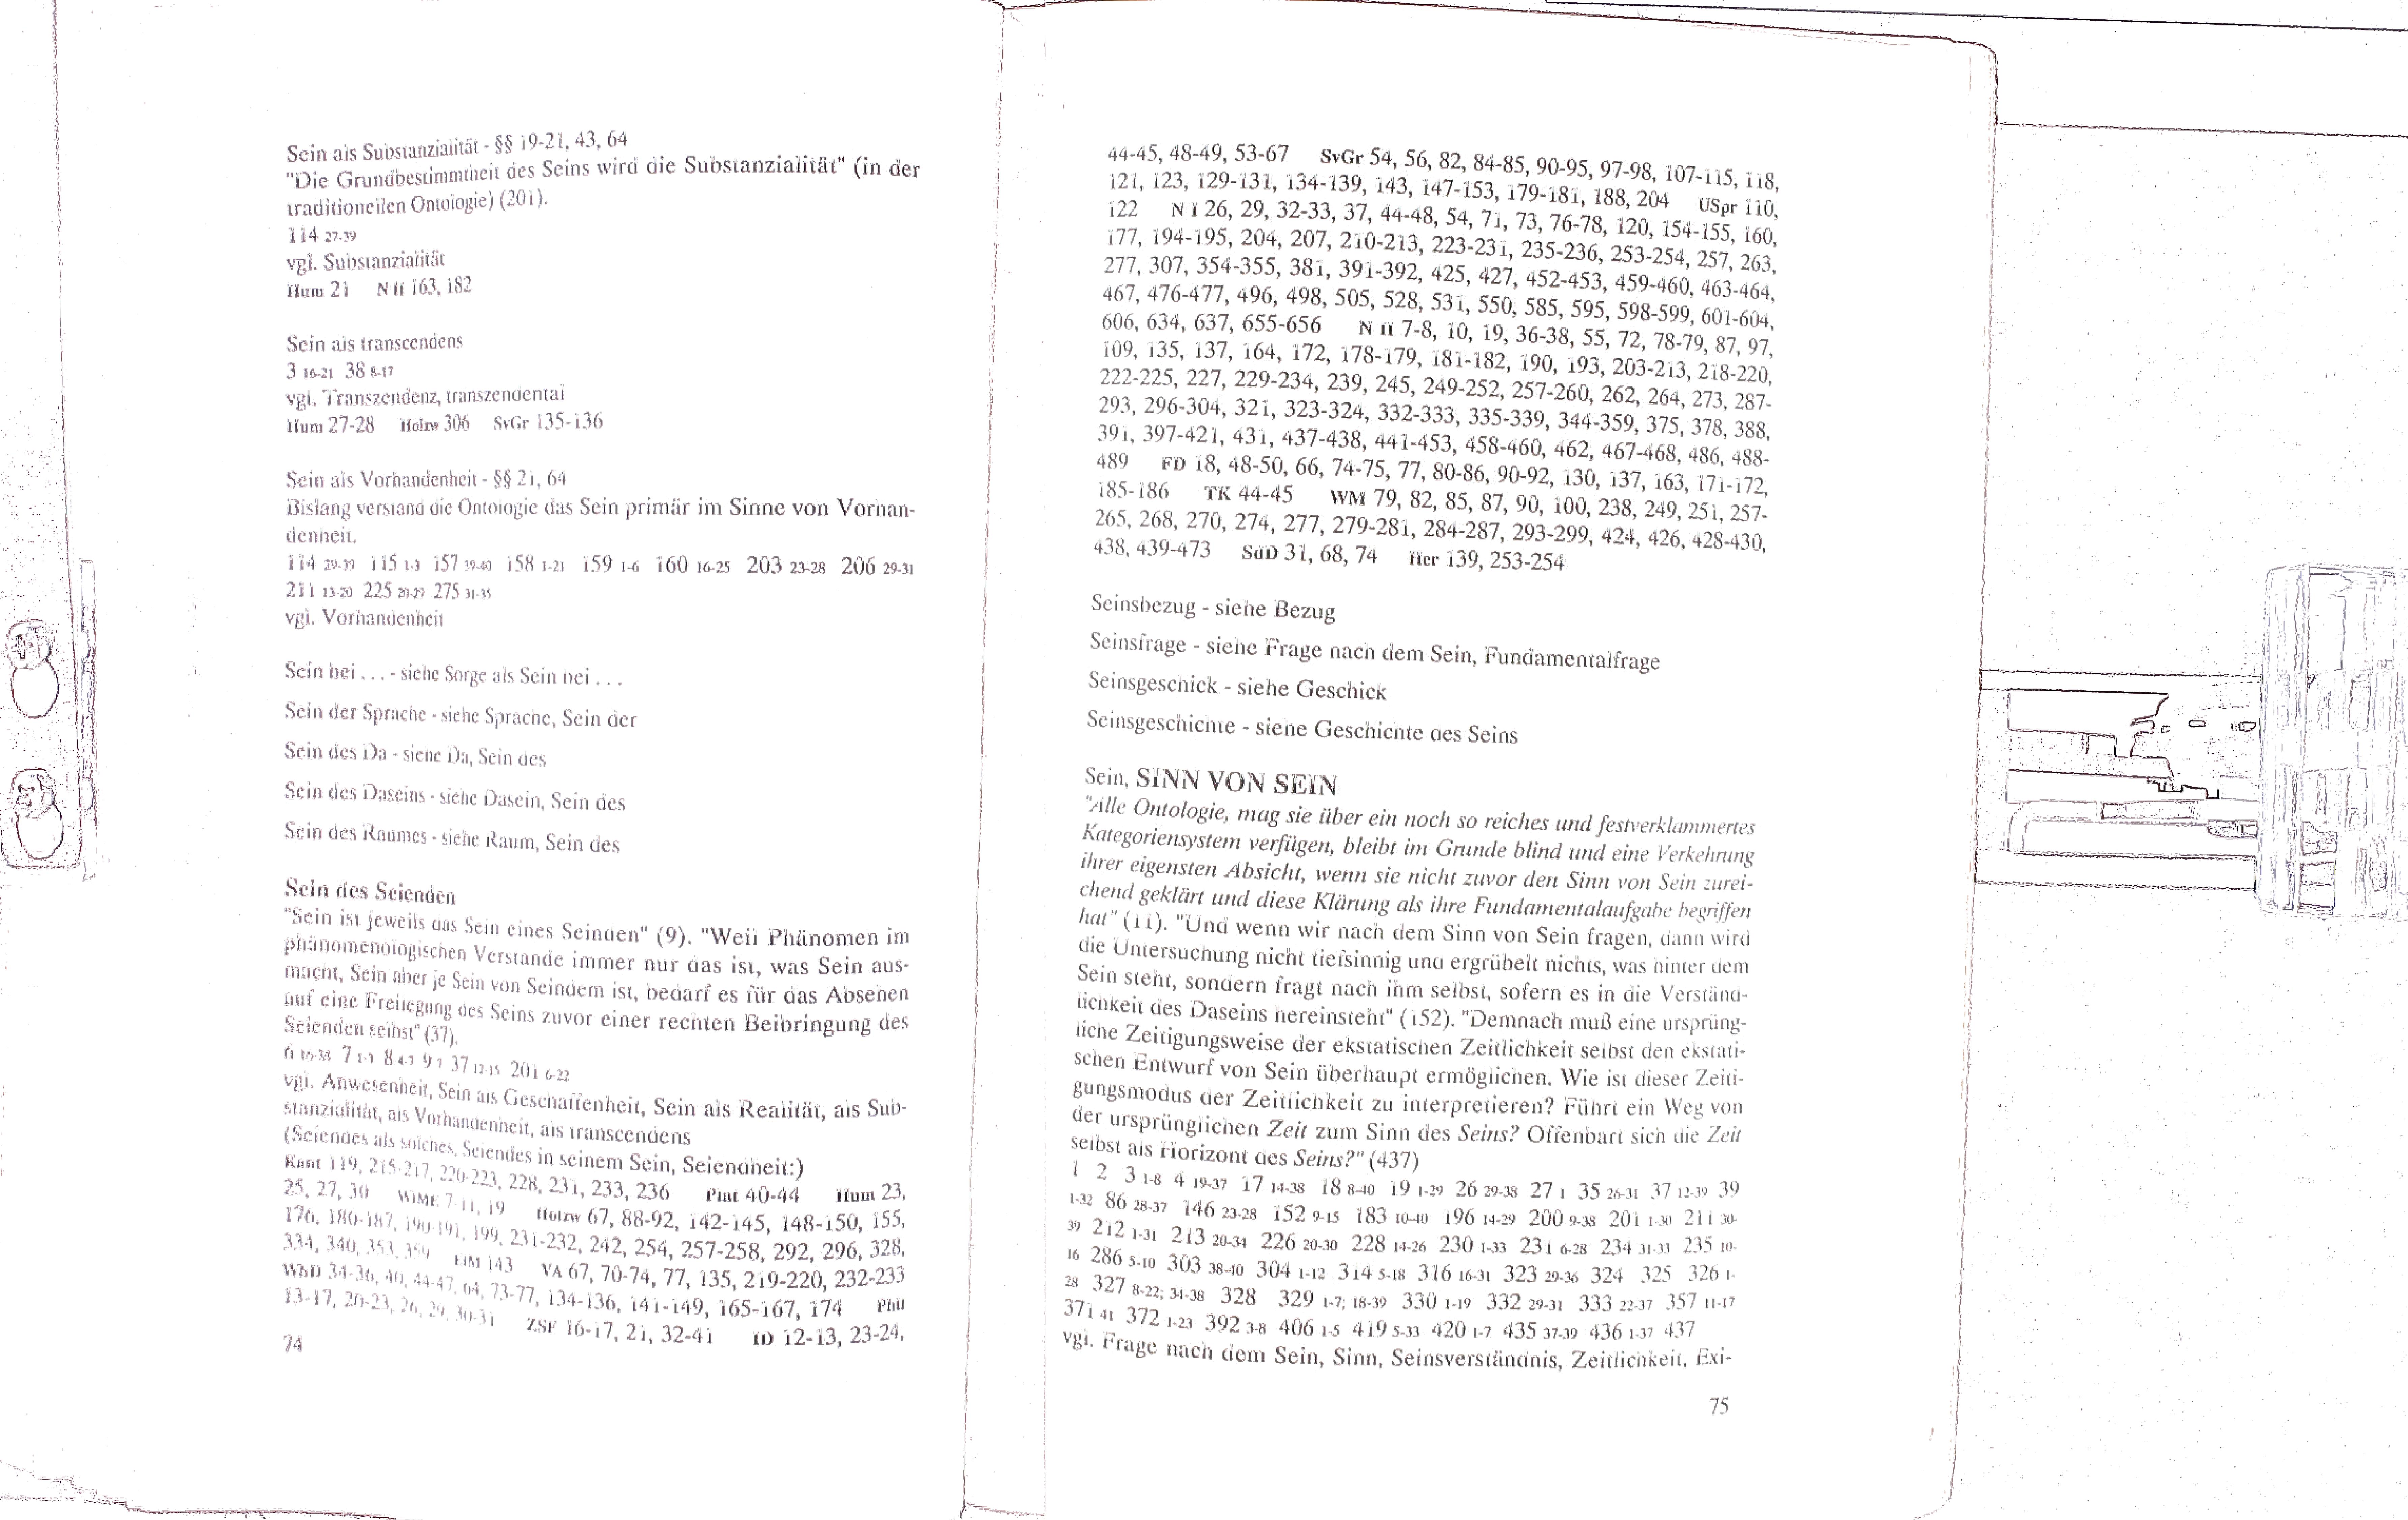 Sein als Substanzialität - §§ 19-21, 43, 64
"Die Grundbestimmtheit des Seins wird die Substanzialität" (in der
traditionellen Ontologie) (201).
114 27-39
vgl. Substanzialität
Hum 21 N II 163, 182
Sein als transcendens
3 16-21 38 8-17
vgl. Transzendenz, transzendental
Hum 27-28 Holzw 306 SvGr 135-136
Sein als Vorhandenheit - §§ 21, 64
Bislang verstand die Ontologie das Sein primär im Sinne von Vorhan-
denheit.
114 29-39 115 1-3 157 39-40 158 1-21 159 1-6 160 16-25 203 23-28 206 29-31
211 13-20 225 20-29 275 31-35
vgl. Vorhandenheit
Sein bei . . . - siehe Sorge als Sein bei . . .
Sein der Sprache - siehe Sprache, Sein der
Sein des Da - siehe Da, Sein des
Sein des Daseins - siehe Dasein, Sein des
Sein des Raumes - siehe Raum, Sein des
Sein des Seienden
"Sein ist jeweils das Sein eines Seinden" (9). "Weil Phänomen im
phänomenologischen Verstande immer nur das ist, was Sein aus-
macht, Sein aber je Sein von Seindem ist, bedarf es für das Absehen
auf eine Freilegung des Seins zuvor einer rechten Beibringung des
Seienden selbst" (37).
7 8 9 37 12-15 201 6-22
vgl. Anwesenheit, Sein als Geschaffenheit, Sein als Realität, als Sub-
stanzialität, als Vorhandenheit, als transcendens
(Seiendes als solches, Seiendes in seinem Sein, Seiendheit:)
Kant 119, 215-217, 220-223, 228, 231, 233, 236 Plat 40-44 Hum 23,
25, 27, 30 WiME 7-11, 19 Holzw 67, 88-92, 142-145, 148-150, 155,
176, 180-187, 190-191, 199, 231-232, 242, 254, 257-258, 292, 296, 328,
334, 340, 353, 359 EiM 143 VA 67, 70-74, 77, 135, 219-220, 232-233
WhD 34-36, 40, 44-47, 64, 73-77, 134-136, 141-149, 165-167, 174 Phil
13-17, 20-23, 26, 29, 30-31 ZSF 16-17, 21, 32-41 ID 12-13, 23-24,
74
44-45, 48-49, 53-67 SvGr 54, 56, 82, 84-85, 90-95, 97-98, 107-115, 118,
121, 123, 129-131, 134-139, 143, 147-153, 179-181, 188, 204 USpr 110,
122 N I 26, 29, 32-33, 37, 44-48, 54, 71, 73, 76-78, 120, 154-155, 160,
177, 194-195, 204, 207, 210-213, 223-231, 235-236, 253-254, 257, 263,
277, 307, 354-355, 381, 391-392, 425, 427, 452-453, 459-460, 463-464,
467, 476-477, 496, 498, 505, 528, 531, 550, 585, 595, 598-599, 601-604,
606, 634, 637, 655-656 N II 7-8, 10, 19, 36-38, 55, 72, 78-79, 87, 97,
109, 135, 137, 164, 172, 178-179, 181-182, 190, 193, 203-213, 218-220,
222-225, 227, 229-234, 239, 245, 249-252, 257-260, 262, 264, 273, 287-
293, 296-304, 321, 323-324, 332-333, 335-339, 344-359, 375, 378, 388,
391, 397-421, 431, 437-438, 441-453, 458-460, 462, 467-468, 486, 488-
489 FD 18, 48-50, 66, 74-75, 77, 80-86, 90-92, 130, 137, 163, 171-172,
185-186 TK 44-45 WM 79, 82, 85, 87, 90, 100, 238, 249, 251, 257-
265, 268, 270, 274, 277, 279-281, 284-287, 293-299, 424, 426, 428-430,
438, 439-473 SuD 31, 68, 74 Her 139, 253-254
Seinsbezug - siehe Bezug
Seinsfrage - siehe Frage nach dem Sein, Fundamentalfrage
Seinsgeschick - siehe Geschick
Seinsgeschichte - siehe Geschichte des Seins
Sein, SINN VON SEIN
"Alle Ontologie, mag sie über ein noch so reiches und festverklammertes
Kategoriensystem verfügen, bleibt im Grunde blind und eine Verkehrung
ihrer eigensten Absicht, wenn sie nicht zuvor den Sinn von Sein zurei-
chend geklärt und diese Klärung als ihre Fundamentalaufgabe begriffen
hat" (11). "Und wenn wir nach dem Sinn von Sein fragen, dann wird
die Untersuchung nicht tiefsinnig und ergrübelt nichts, was hinter dem
Sein steht, sondern fragt nach ihm selbst, sofern es in die Verständ-
lichkeit des Daseins hereinsteht" (152). "Demnach muß eine ursprüng-
liche Zeitigungsweise der ekstatischen Zeitlichkeit selbst den ekstati-
schen Entwurf von Sein überhaupt ermöglichen. Wie ist dieser Zeiti-
gungsmodus der Zeitlichkeit zu interpretieren? Führt ein Weg von
der ursprünglichen Zeit zum Sinn des Seins? Offenbart sich die Zeit
selbst als Horizont des Seins?" (437)
1 2 3 1-8 4 19-37 17 14-38 18 8-40 19 1-29 26 29-38 27 1 35 26-31 37 12-39 39
1-32 86 28-37 146 23-28 152 9-15 183 10-40 196 14-29 200 9-38 201 1-30 211 30-
39 212 1-31 213 20-34 226 20-30 228 14-26 230 1-33 231 6-28 234 31-33 235 10-
16 286 5-10 303 38-40 304 1-12 314 5-18 316 16-31 323 29-36 324 325 326 1-
28 327 8-22; 34-38 328 329 1-7; 18-39 330 1-19 332 29-31 333 22-37 357 11-17
371 41 372 1-23 392 3-8 406 1-5 419 5-33 420 1-7 435 37-39 436 1-37 437
vgl. Frage nach dem Sein, Sinn, Seinsverständnis, Zeitlichkeit, Exi-
75